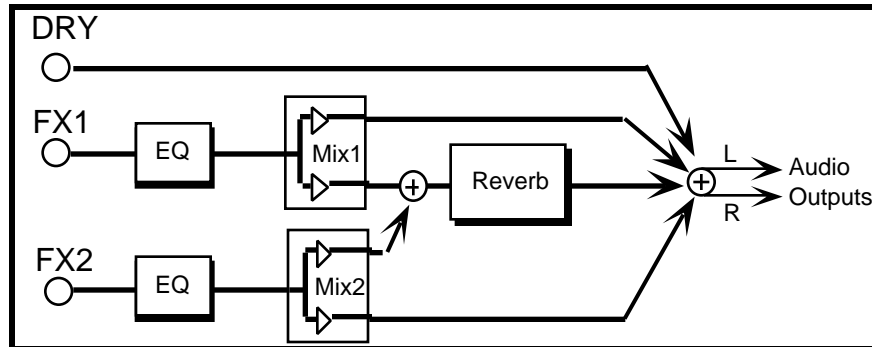 DRY
FX1
EQ
Mix1
Reverb
L
R
Audio
Outputs
FX2
EQ
Mix2